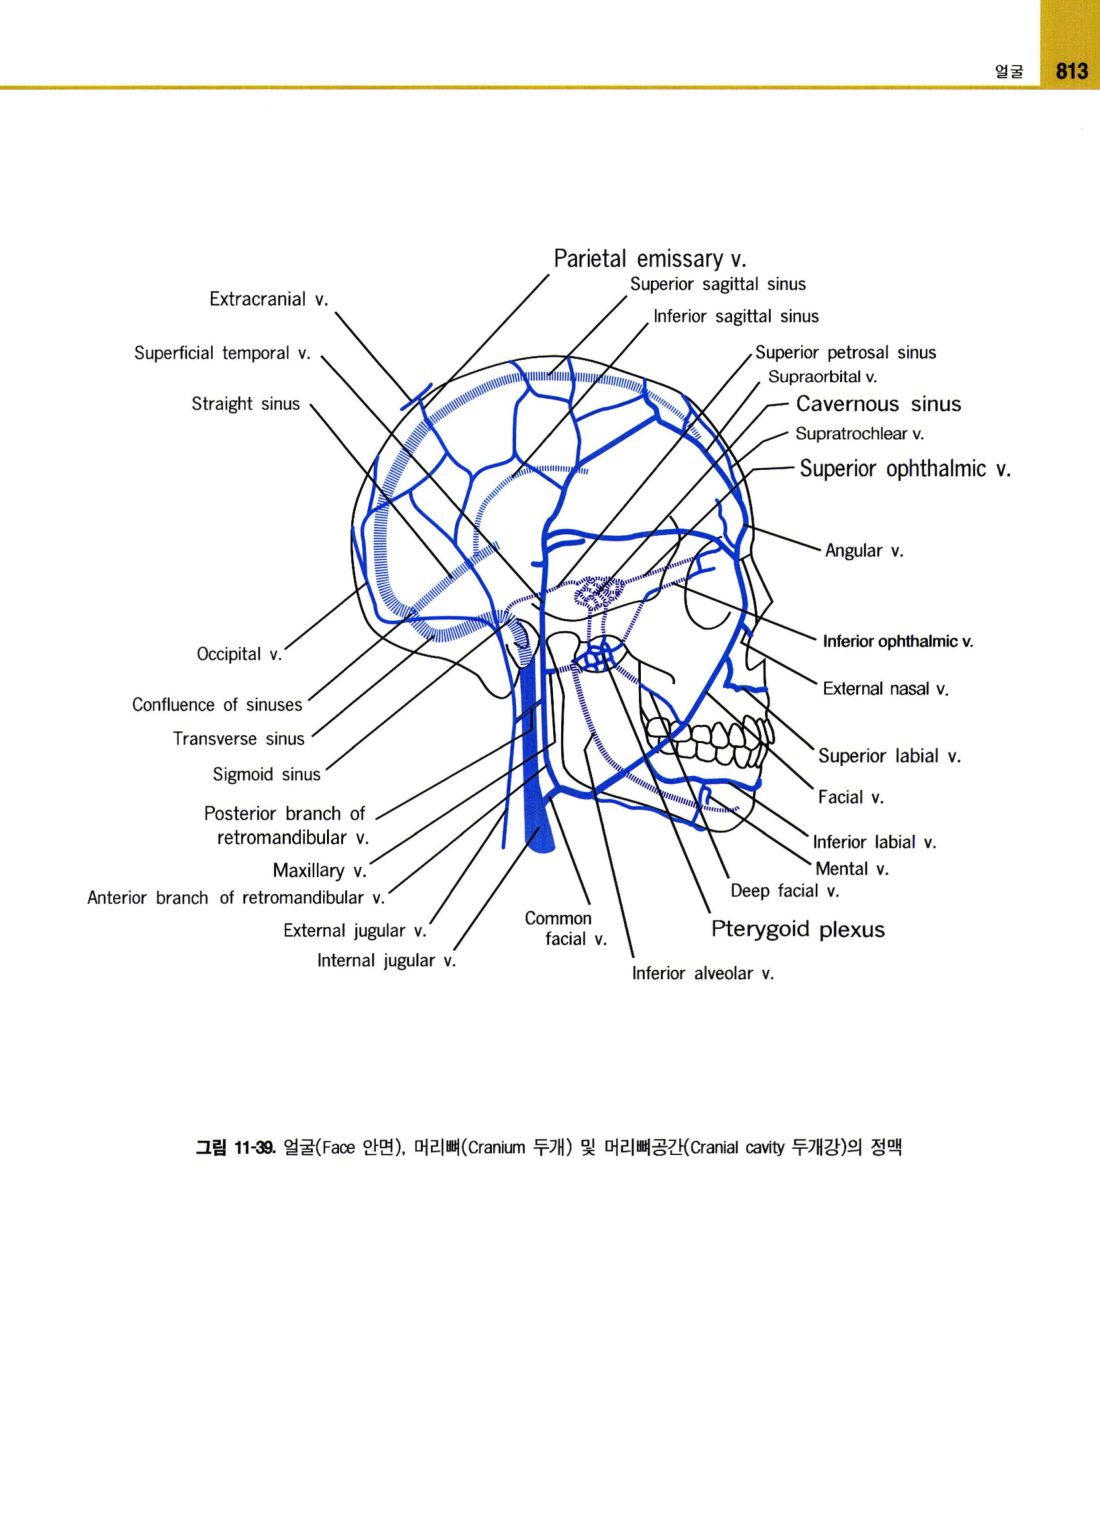 얼굴 813
Parietal emissary v.
Superior sagittal sinus
Extracranial v.
Inferior sagittal sinus
Superficial temporal v.
Superior petrosal sinus
Supraorbital v.
Straight sinus
Cavernous sinus
Supratrochlear v.
Superior ophthalmic v.
Angular v.
Inferior ophthalmic v.
Occipital v.
External nasal v.
Confluence of sinuses
Transverse sinus
Superior labial v.
Sigmoid sinus
Facial v.
Posterior branch of
retromandibular v.
Inferior labial v.
Maxillary v.
Mental v.
Anterior branch of retromandibular v.
Deep facial v.
Common
facial v.
External jugular v.
Pterygoid plexus
Internal jugular v.
Inferior alveolar v.
그림 11-39. 얼굴(Face 안면), 머리뼈(Cranium 두개) 및 머리뼈공간(Cranial cavity 두개강)의 정맥